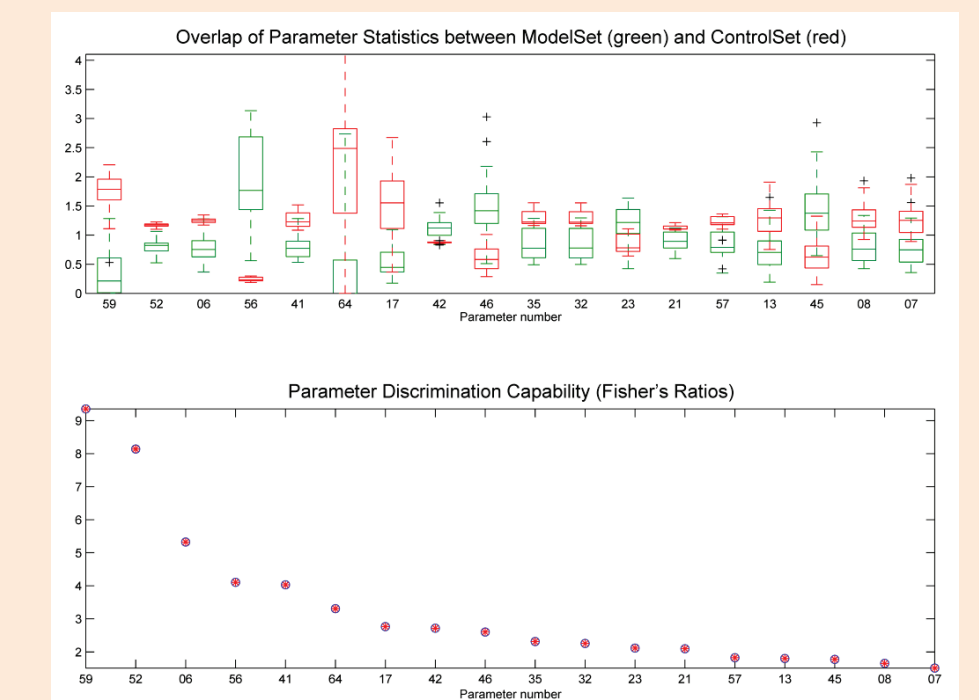 Overlap of Parameter Statistics between ModelSet (green) and ControlSet (red)
4
3.5
3
2.5
2
1.5
1
0.5
0
59 52 06 56 41 64 17 42 46 35 32 23 21 57 13 45 08 07
Parameter number
Parameter Discrimination Capability (Fisher's Ratios)
9
8
7
6
5
4
3
2
59 52 06 56 41 64 17 42 46 35 32 23 21 57 13 45 08 07
Parameter number